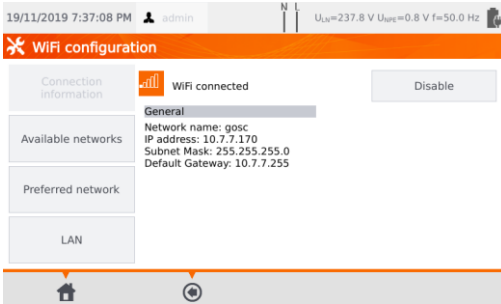 19/11/2019 7:37:08 PM admin N L U_LN=237.8 V U_NPE=0.8 V f=50.0 Hz
WiFi configuration
Connection
information
WiFi connected
Disable
General
Network name: gosc
IP address: 10.7.7.170
Subnet Mask: 255.255.255.0
Default Gateway: 10.7.7.255
Available networks
Preferred network
LAN